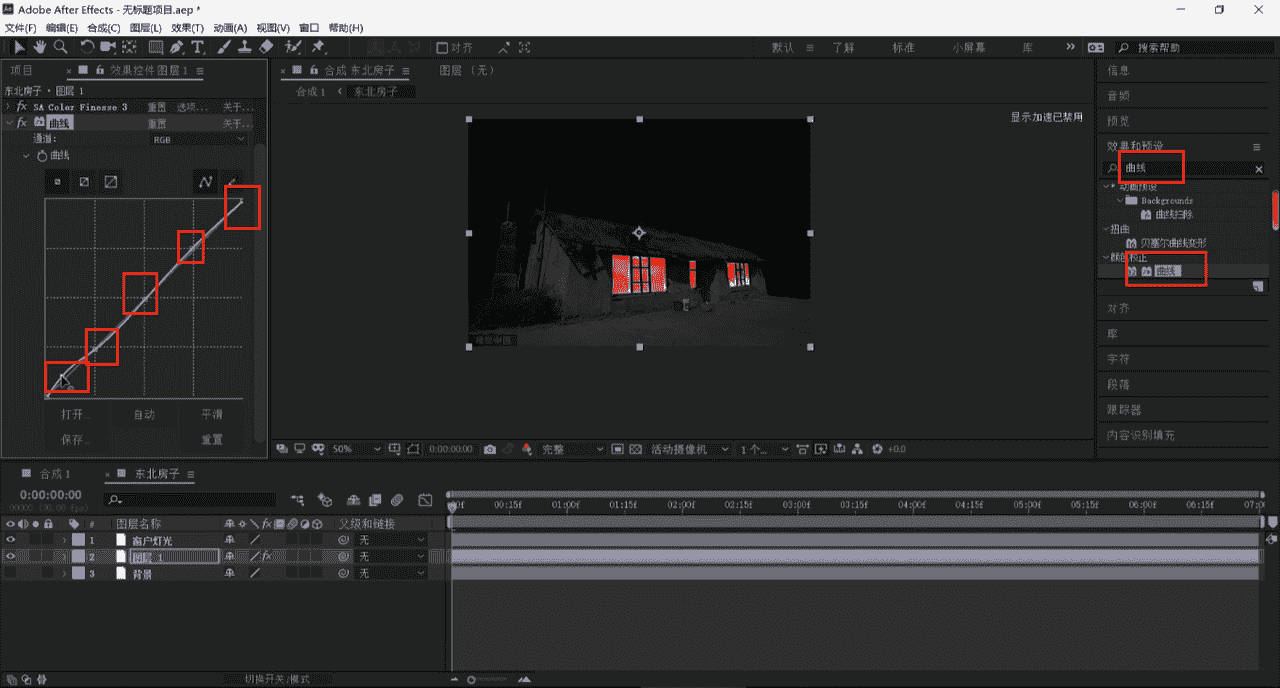 Adobe After Effects - 无标题项目.aep *
文件(F) 编辑(E) 合成(C) 图层(L) 效果(T) 动画(A) 视图(V) 窗口 帮助(H)
对齐 默认 了解 标准 小屏幕 库 搜索帮助
项目 效果控件 图层 1
合成 东北房子 图层 (无)
信息
东北房子 · 图层 1
合成 1 东北房子
音频
fx SA Color Finesse 3 重置 选项... 关于...
fx 曲线 重置 关于...
显示加速已禁用
预览
通道: RGB
效果和预设
曲线
曲线
动画预设
Backgrounds
曲线扫除
扭曲
贝塞尔曲线变形
颜色校正
曲线
对齐
库
字符
段落
跟踪器
内容识别填充
打开... 自动 平滑
保存... 重置
50% 0:00:00:00 完整 活动摄像机 1 个... +0.0
合成 1 东北房子
0:00:00:00
00f 00:15f 01:00f 01:15f 02:00f 02:15f 03:00f 03:15f 04:00f 04:15f 05:00f 05:15f 06:00f 06:15f 07:0
# 图层名称 父级和链接
1 窗户灯光 无
2 图层 1 无
3 背景 无
切换开关/模式